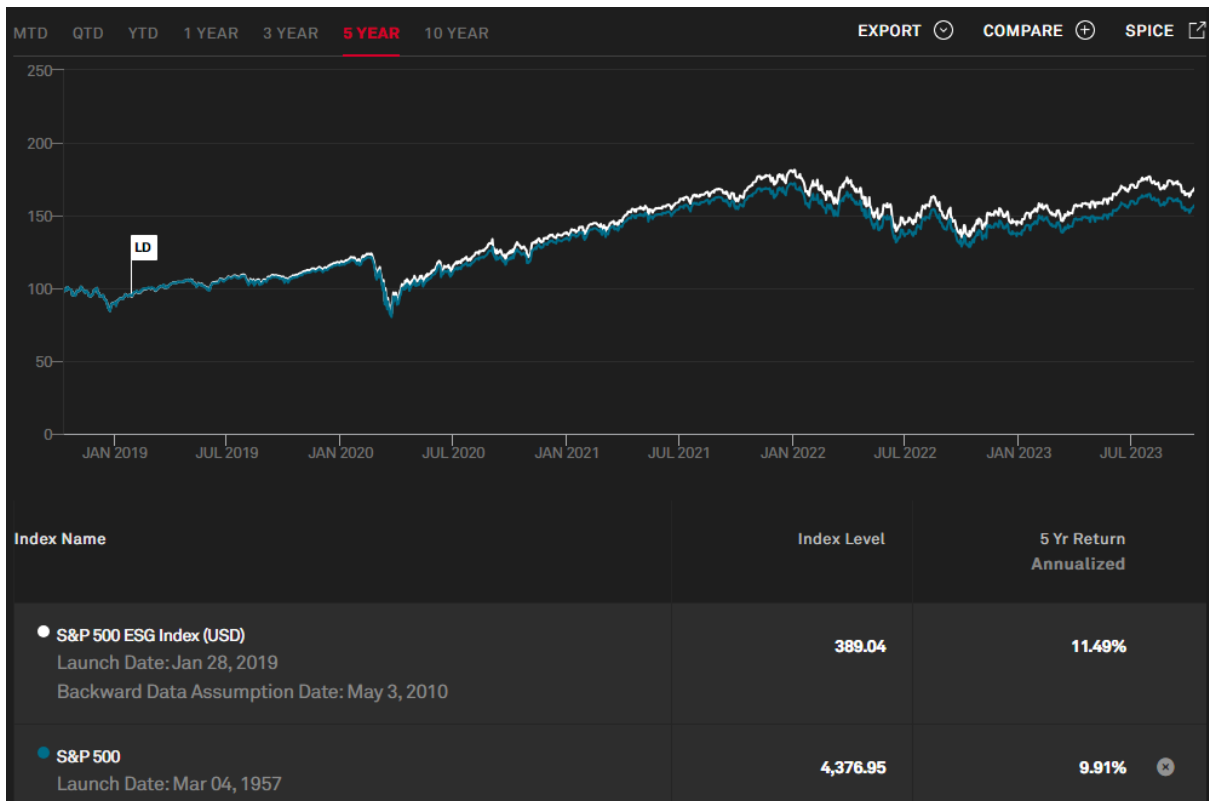 MTD QTD YTD 1 YEAR 3 YEAR 5 YEAR 10 YEAR EXPORT COMPARE SPICE
250
200
150
LD
100
50
0
JAN 2019 JUL 2019 JAN 2020 JUL 2020 JAN 2021 JUL 2021 JAN 2022 JUL 2022 JAN 2023 JUL 2023
Index Name Index Level 5 Yr Return
Annualized
S&P 500 ESG Index (USD) 389.04 11.49%
Launch Date: Jan 28, 2019
Backward Data Assumption Date: May 3, 2010
S&P 500 4,376.95 9.91%
Launch Date: Mar 04, 1957